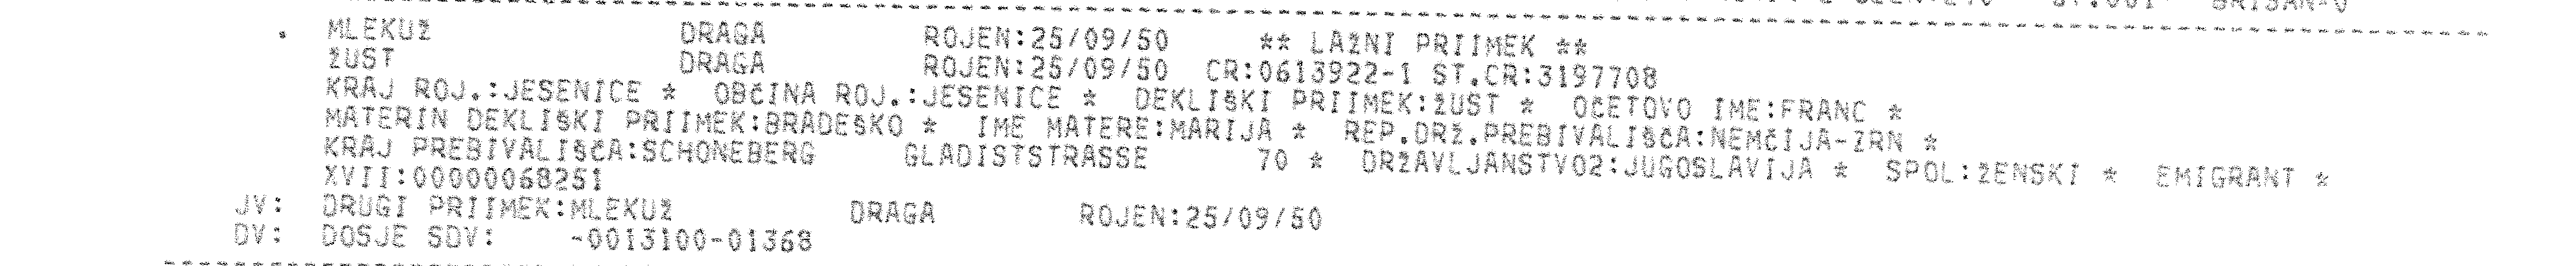 . MLEKUŽ DRAGA ROJEN:25/09/50 ** LAŽNI PRIIMEK **
ŽUST DRAGA ROJEN:25/09/50 CR:0613922-1 ST.CR:3197708
KRAJ ROJ.:JESENICE * OBČINA ROJ.:JESENICE * DEKLIŠKI PRIIMEK:ŽUST * OČETOVO IME:FRANC *
MATERIN DEKLIŠKI PRIIMEK:BRADEŠKO * IME MATERE:MARIJA * REP.DRŽ.PREBIVALIŠČA:NEMČIJA-ZRN *
KRAJ PREBIVALIŠČA:SCHONEBERG GLADISTSTRASSE 70 * DRŽAVLJANSTVO2:JUGOSLAVIJA * SPOL:ŽENSKI * EMIGRANT *
XVII:00000068251
JV: DRUGI PRIIMEK:MLEKUŽ DRAGA ROJEN:25/09/50
DV: DOSJE SDV: -0013100-01368